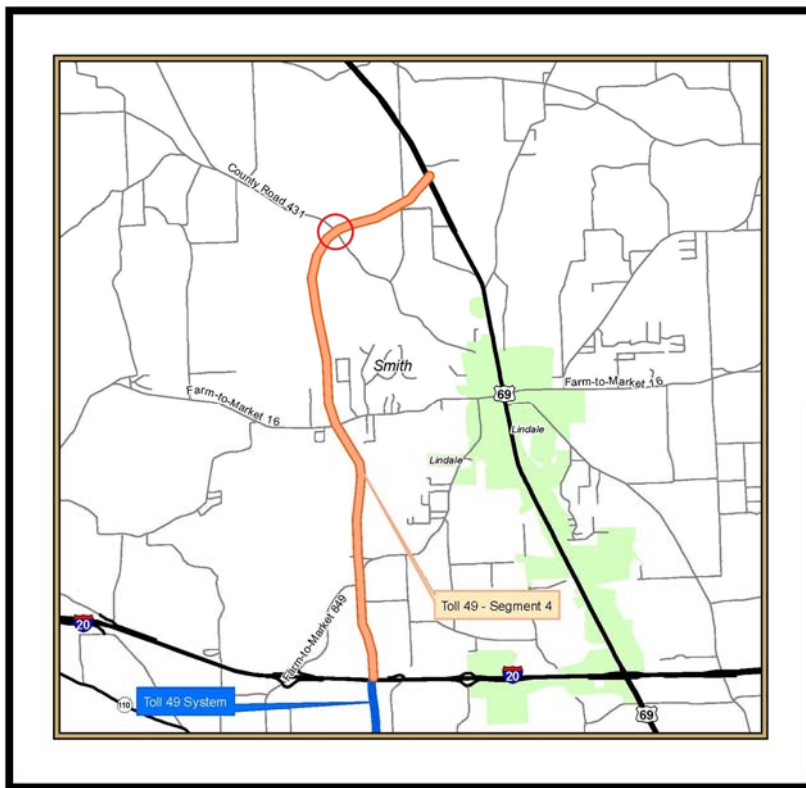 County Road 431
Smith
Farm-to-Market 16
69
Farm-to-Market 16
Lindale
Lindale
Toll 49 - Segment 4
20
Farm-to-Market 849
20
110
Toll 49 System
69